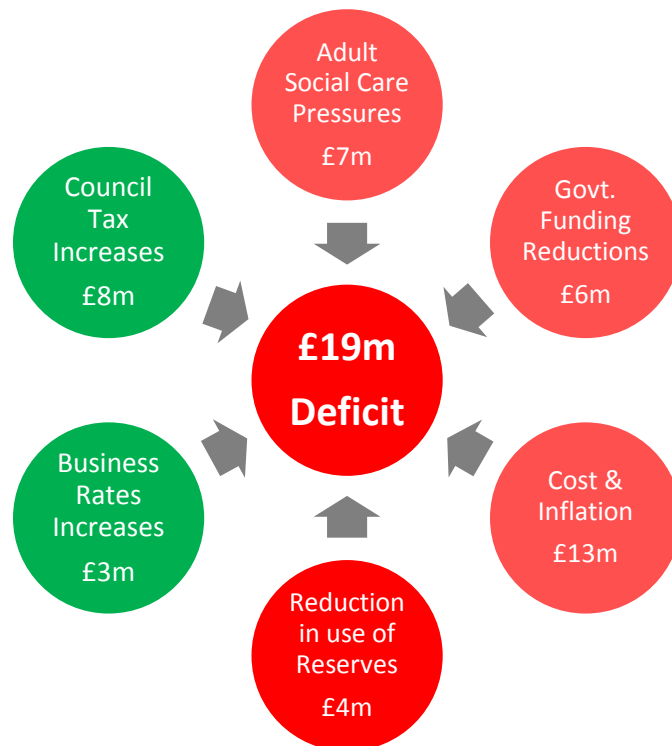 Adult
Social Care
Pressures
£7m
Council
Tax
Increases
£8m
Govt.
Funding
Reductions
£6m
£19m
Deficit
Business
Rates
Increases
£3m
Cost &
Inflation
£13m
Reduction
in use of
Reserves
£4m